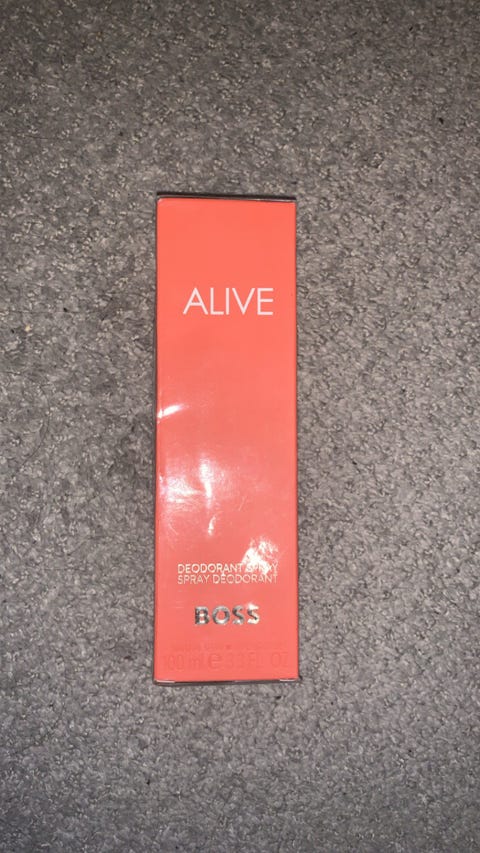 ALIVE
DEODORANT SPRAY
SPRAY DÉODORANT
BOSS
100 ml e 3.3 FL. OZ